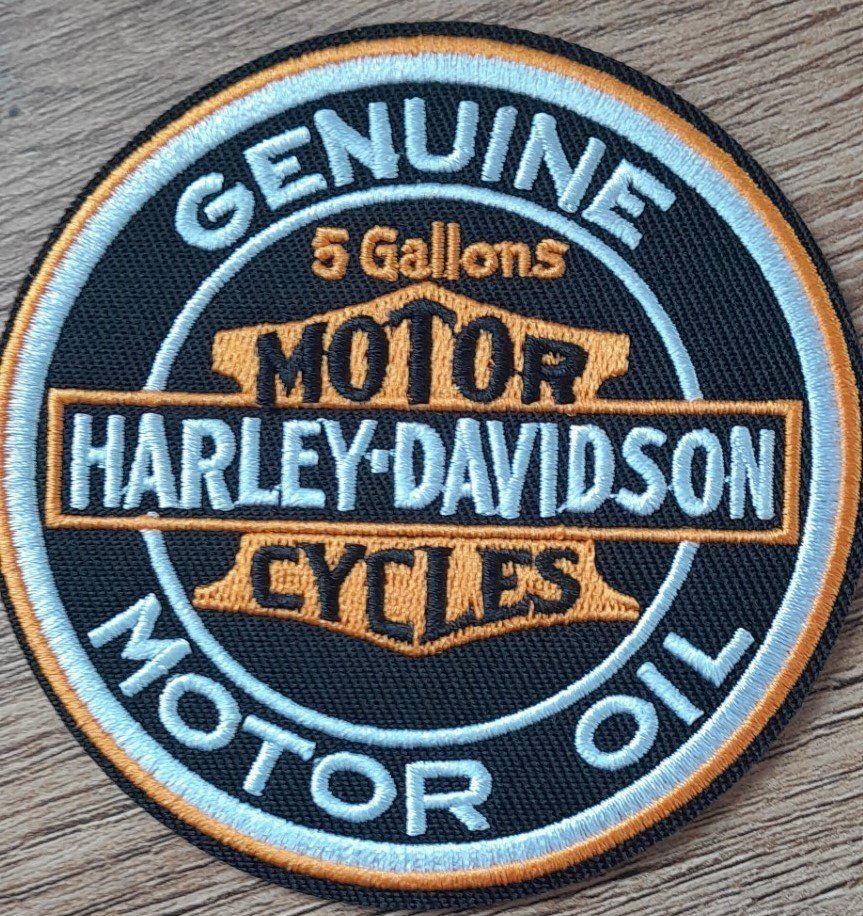 GENUINE
5 Gallons
MOTOR
HARLEY-DAVIDSON
CYCLES
MOTOR OIL